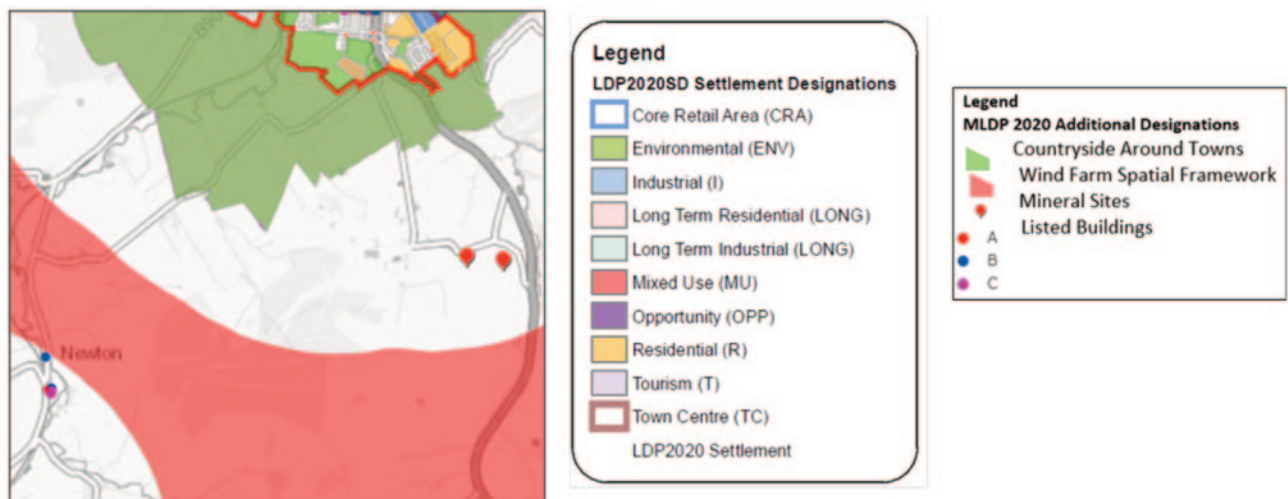 B90
Newton
Legend
LDP2020SD Settlement Designations
Core Retail Area (CRA)
Environmental (ENV)
Industrial (I)
Long Term Residential (LONG)
Long Term Industrial (LONG)
Mixed Use (MU)
Opportunity (OPP)
Residential (R)
Tourism (T)
Town Centre (TC)
LDP2020 Settlement
Legend
MLDP 2020 Additional Designations
Countryside Around Towns
Wind Farm Spatial Framework
Mineral Sites
Listed Buildings
A
B
C